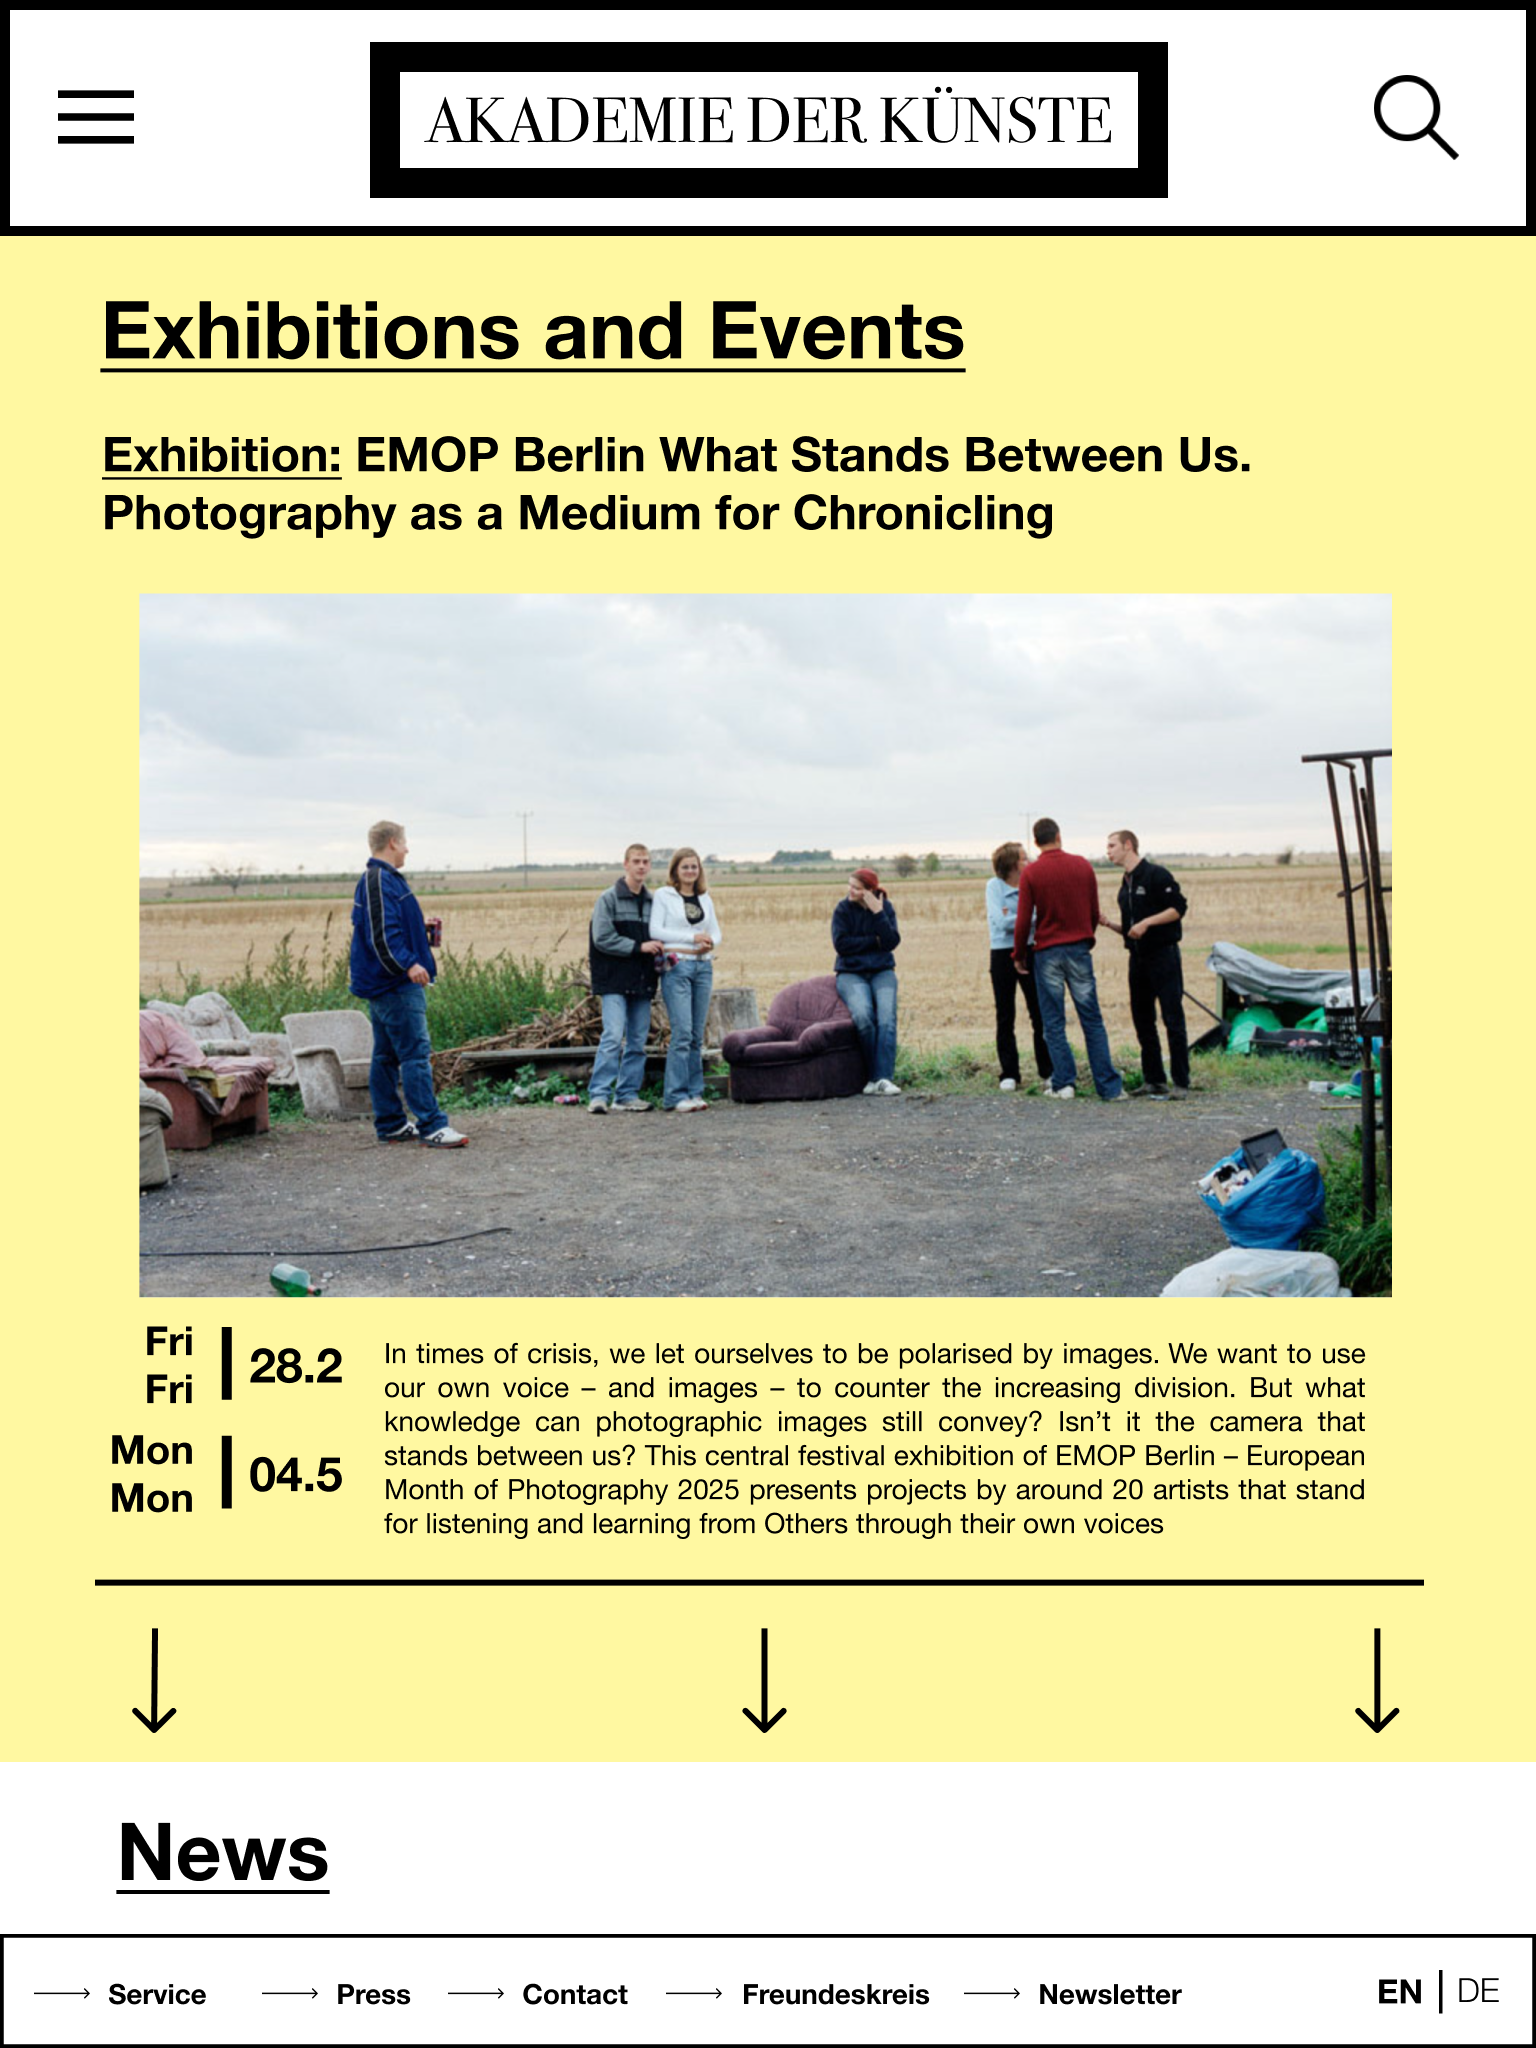 AKADEMIE DER KÜNSTE
Exhibitions and Events
Exhibition: EMOP Berlin What Stands Between Us.
Photography as a Medium for Chronicling
Fri
Fri
28.2
Mon
Mon
04.5
In times of crisis, we let ourselves to be polarised by images. We want to use
our own voice – and images – to counter the increasing division. But what
knowledge can photographic images still convey? Isn’t it the camera that
stands between us? This central festival exhibition of EMOP Berlin – European
Month of Photography 2025 presents projects by around 20 artists that stand
for listening and learning from Others through their own voices
News
Service
Press
Contact
Freundeskreis
Newsletter
EN | DE